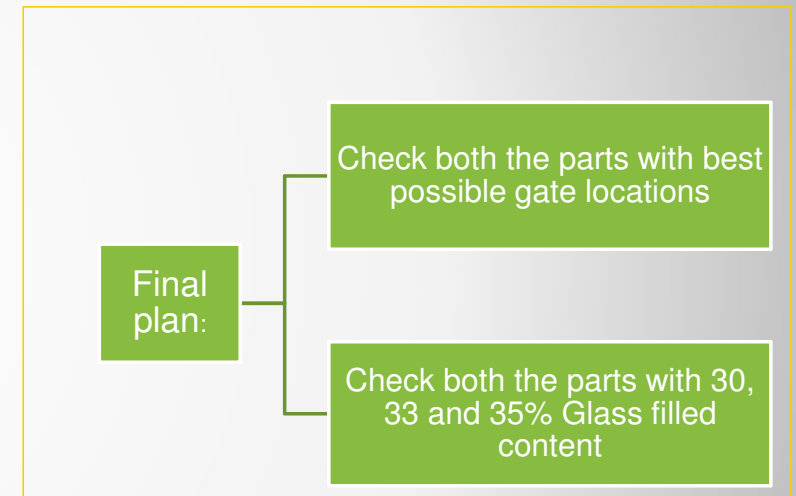 Check both the parts with best
possible gate locations
Final
plan:
Check both the parts with 30,
33 and 35% Glass filled
content